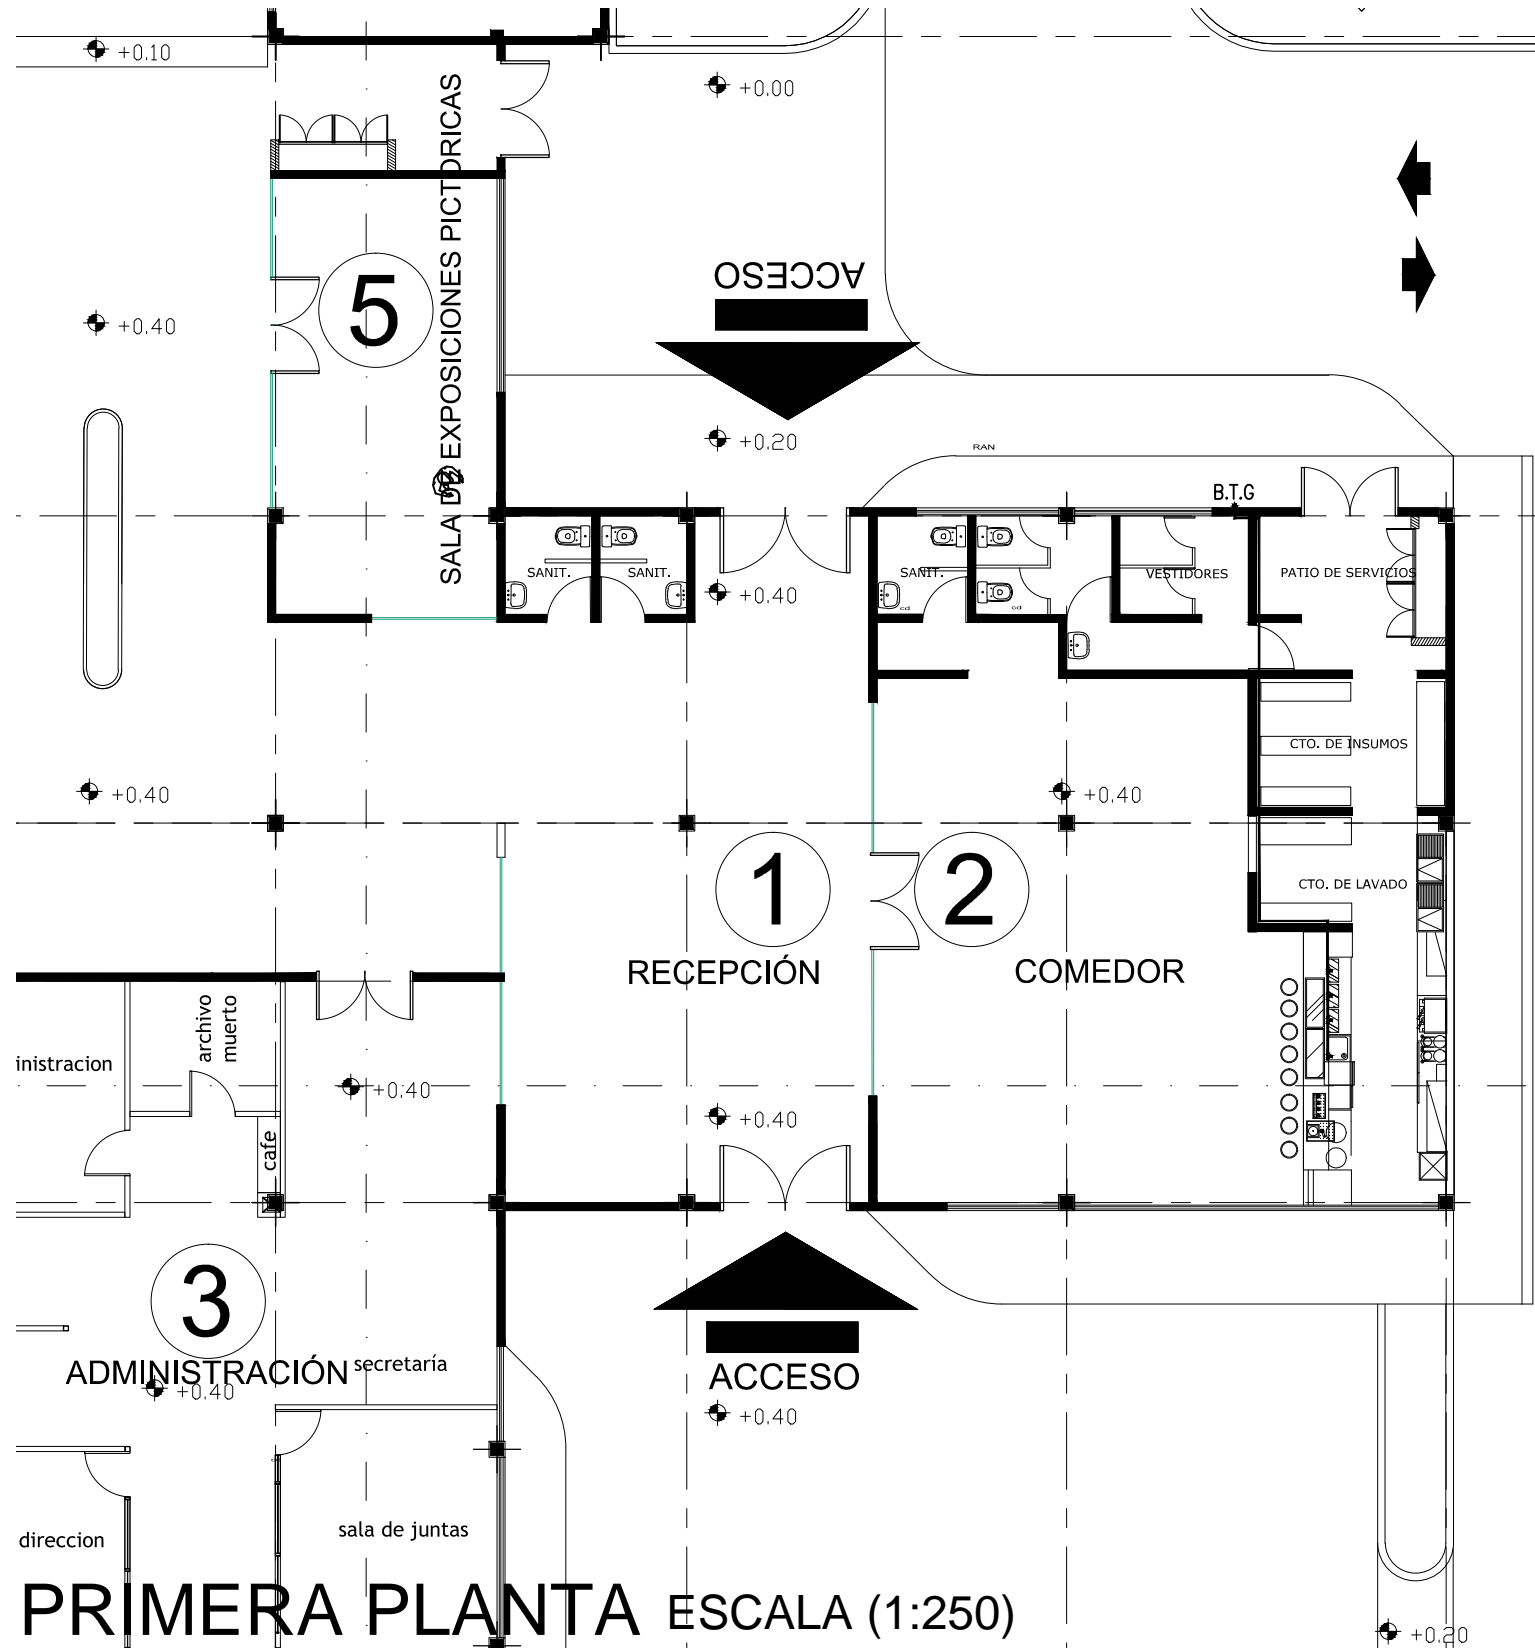 +0.10
+0.00
SALA DE EXPOSICIONES PICTORICAS
5
ACCESO
+0.40
+0.20
RAN
B.T.G
SANIT.
SANIT.
SANIT.
VESTIDORES
PATIO DE SERVICIOS
+0.40
cd
cd
CTO. DE INSUMOS
+0.40
+0.40
1
2
CTO. DE LAVADO
RECEPCIÓN
COMEDOR
archivo
muerto
inistracion
+0.40
+0.40
cafe
3
ADMINISTRACIÓN
secretaría
+0.40
ACCESO
+0.40
direccion
sala de juntas
PRIMERA PLANTA ESCALA (1:250)
+0.20